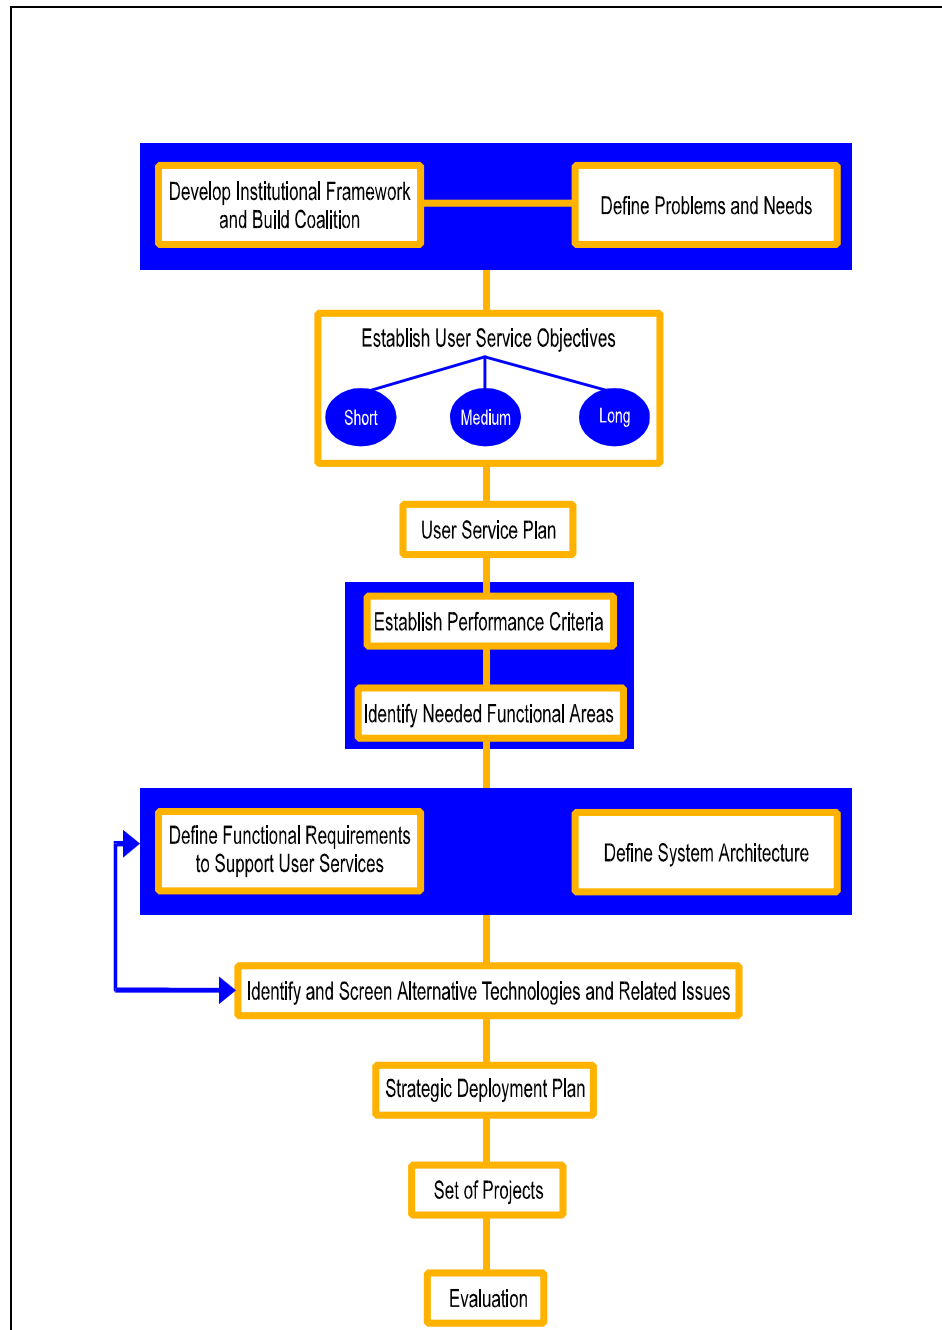 Develop Institutional Framework
and Build Coalition
Define Problems and Needs
Establish User Service Objectives
Short
Medium
Long
User Service Plan
Establish Performance Criteria
Identify Needed Functional Areas
Define Functional Requirements
to Support User Services
Define System Architecture
Identify and Screen Alternative Technologies and Related Issues
Strategic Deployment Plan
Set of Projects
Evaluation